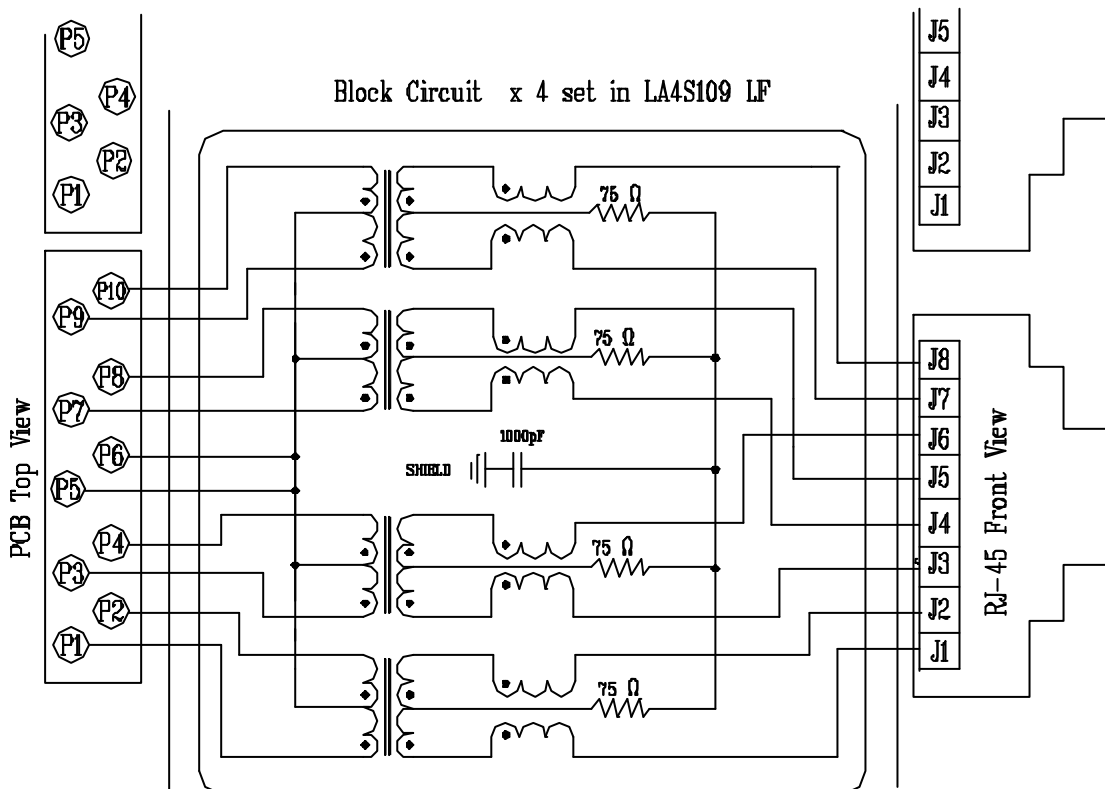 Block Circuit x 4 set in LA4S109 LF
P5
P4
P3
P2
P1
P10
P9
P8
P7
P6
P5
P4
P3
P2
P1
PCB Top View
75 Ω
75 Ω
1000pF
SHIELD
75 Ω
75 Ω
J5
J4
J3
J2
J1
J8
J7
J6
J5
J4
J3
J2
J1
RJ-45 Front View